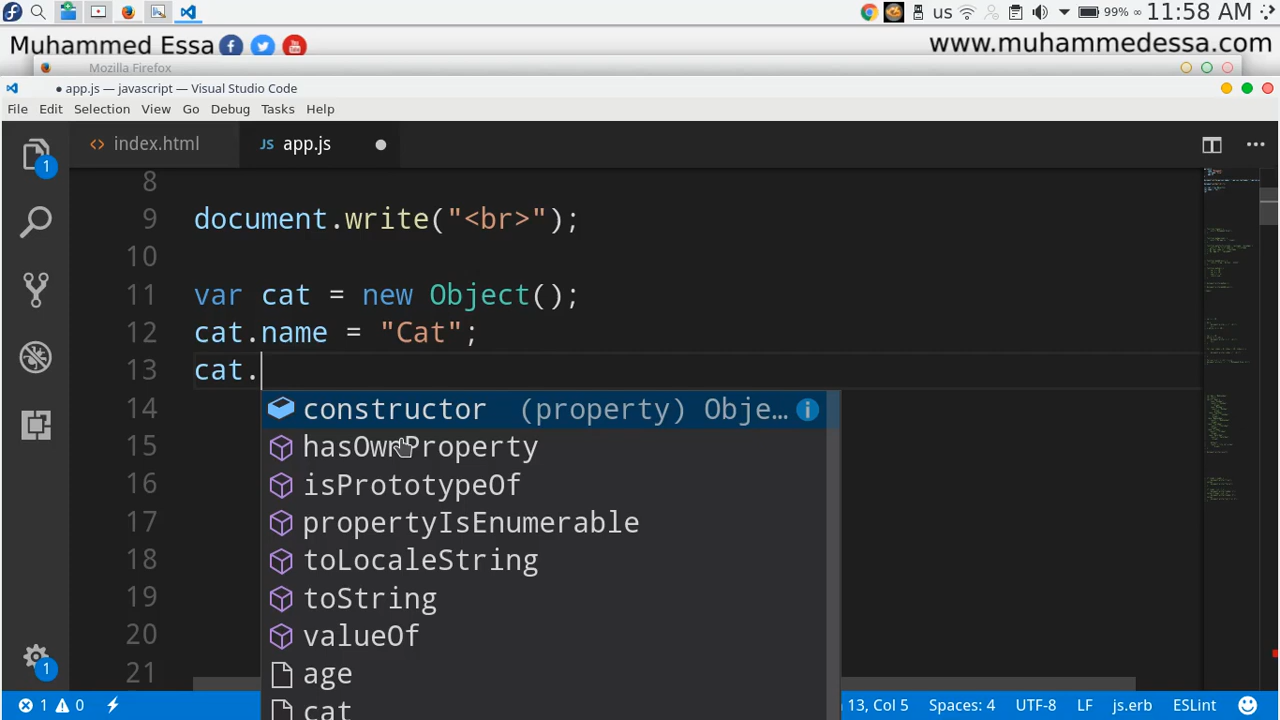 us 99% 11:58 AM
Muhammed Essa www.muhammedessa.com
Mozilla Firefox
● app.js — javascript — Visual Studio Code
File Edit Selection View Go Debug Tasks Help
1 <> index.html JS app.js ● ...
8
9 document.write("<br>");
10
11 var cat = new Object();
12 cat.name = "Cat";
13 cat.
14 constructor (property) Obje...
15 hasOwnProperty
16 isPrototypeOf
17 propertyIsEnumerable
18 toLocaleString
19 toString
20 valueOf
21 age
1 cat
1 0 13, Col 5 Spaces: 4 UTF-8 LF js.erb ESLint